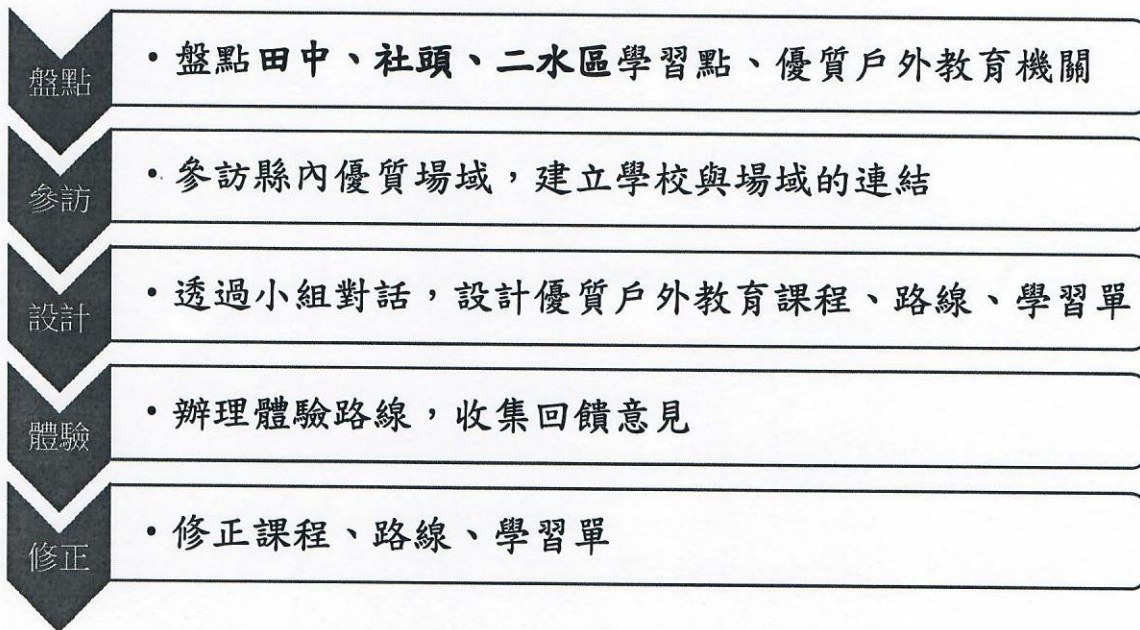 盤點
・盤點田中、社頭、二水區學習點、優質戶外教育機關
參訪
・參訪縣內優質場域，建立學校與場域的連結
設計
・透過小組對話，設計優質戶外教育課程、路線、學習單
體驗
・辦理體驗路線，收集回饋意見
修正
・修正課程、路線、學習單